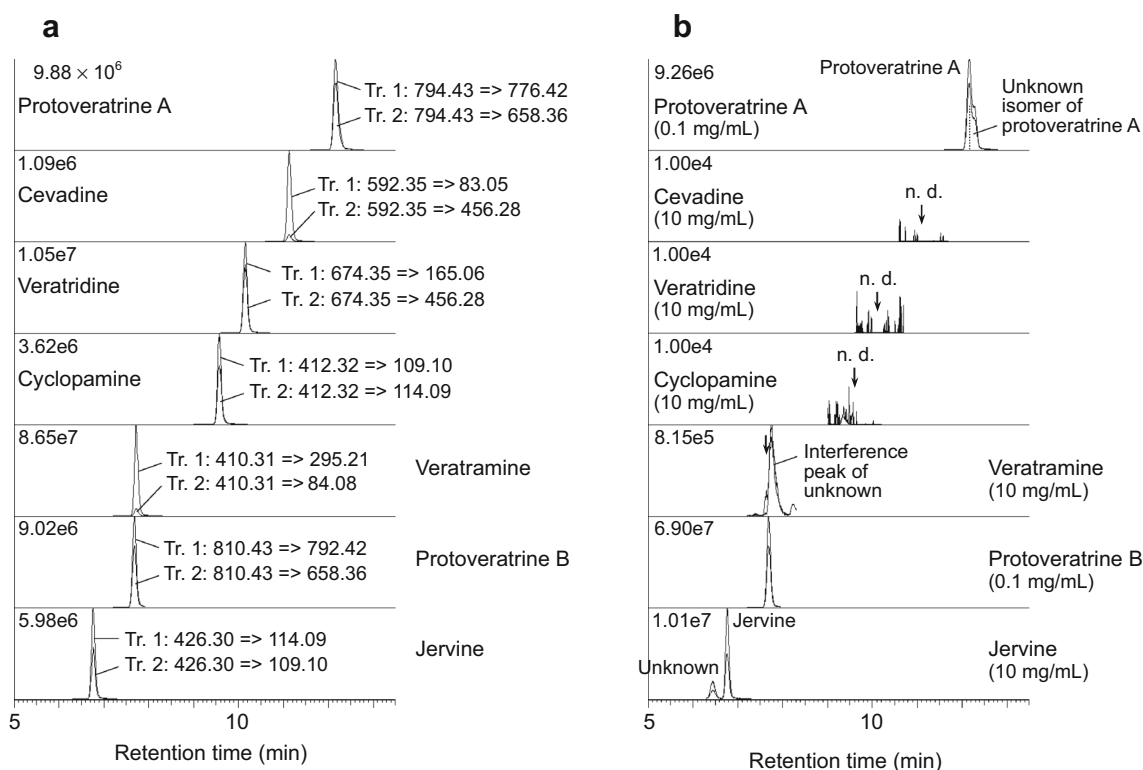 a
9.88 × 10⁶
Protoveratrine A
Tr. 1: 794.43 => 776.42
Tr. 2: 794.43 => 658.36
1.09e6
Cevadine
Tr. 1: 592.35 => 83.05
Tr. 2: 592.35 => 456.28
1.05e7
Veratridine
Tr. 1: 674.35 => 165.06
Tr. 2: 674.35 => 456.28
3.62e6
Cyclopamine
Tr. 1: 412.32 => 109.10
Tr. 2: 412.32 => 114.09
8.65e7
Tr. 1: 410.31 => 295.21
Tr. 2: 410.31 => 84.08
Veratramine
9.02e6
Tr. 1: 810.43 => 792.42
Tr. 2: 810.43 => 658.36
Protoveratrine B
5.98e6
Tr. 1: 426.30 => 114.09
Tr. 2: 426.30 => 109.10
Jervine
5 10
Retention time (min)
b
9.26e6
Protoveratrine A
(0.1 mg/mL)
Protoveratrine A
Unknown
isomer of
protoveratrine A
1.00e4
Cevadine
(10 mg/mL)
n. d.
1.00e4
Veratridine
(10 mg/mL)
n. d.
1.00e4
Cyclopamine
(10 mg/mL)
n. d.
8.15e5
Interference
peak of
unknown
Veratramine
(10 mg/mL)
6.90e7
Protoveratrine B
(0.1 mg/mL)
1.01e7
Jervine
Unknown
Jervine
(10 mg/mL)
5 10
Retention time (min)